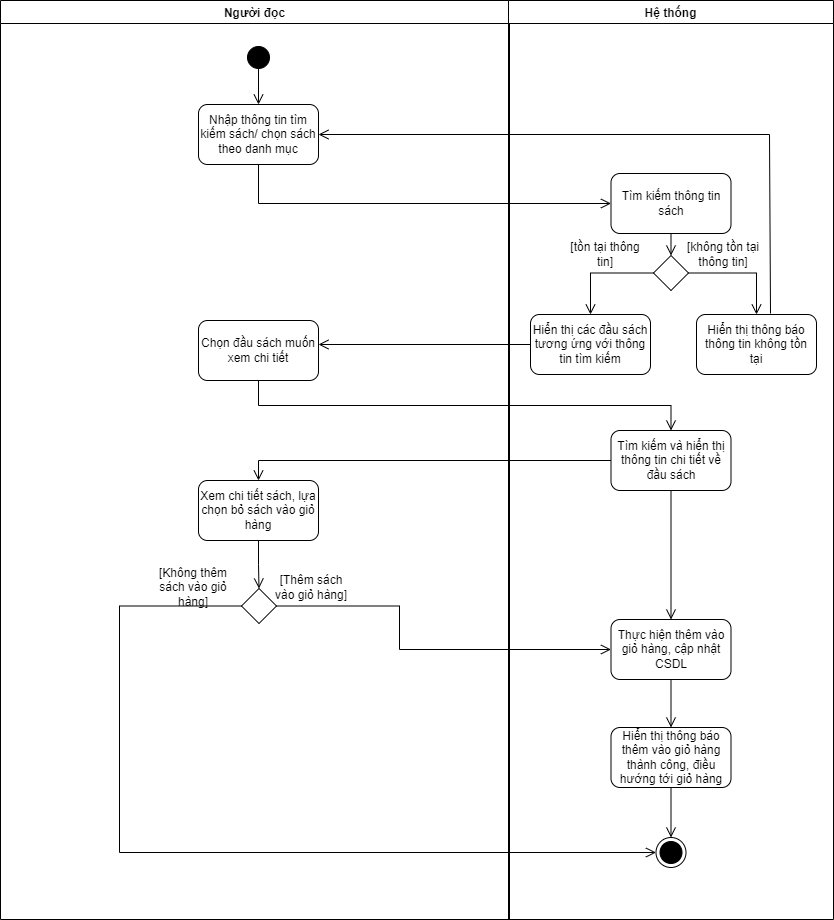 Người đọc
Hệ thống
Nhập thông tin tìm
kiếm sách/ chọn sách
theo danh mục
Tìm kiếm thông tin
sách
[tồn tại thông
tin]
[không tồn tại
thông tin]
Chọn đầu sách muốn
xem chi tiết
Hiển thị các đầu sách
tương ứng với thông
tin tìm kiếm
Hiển thị thông báo
thông tin không tồn
tại
Tìm kiếm và hiển thị
thông tin chi tiết về
đầu sách
Xem chi tiết sách, lựa
chọn bỏ sách vào giỏ
hàng
[Không thêm
sách vào giỏ
hàng]
[Thêm sách
vào giỏ hàng]
Thực hiện thêm vào
giỏ hàng, cập nhật
CSDL
Hiển thị thông báo
thêm vào giỏ hàng
thành công, điều
hướng tới giỏ hàng